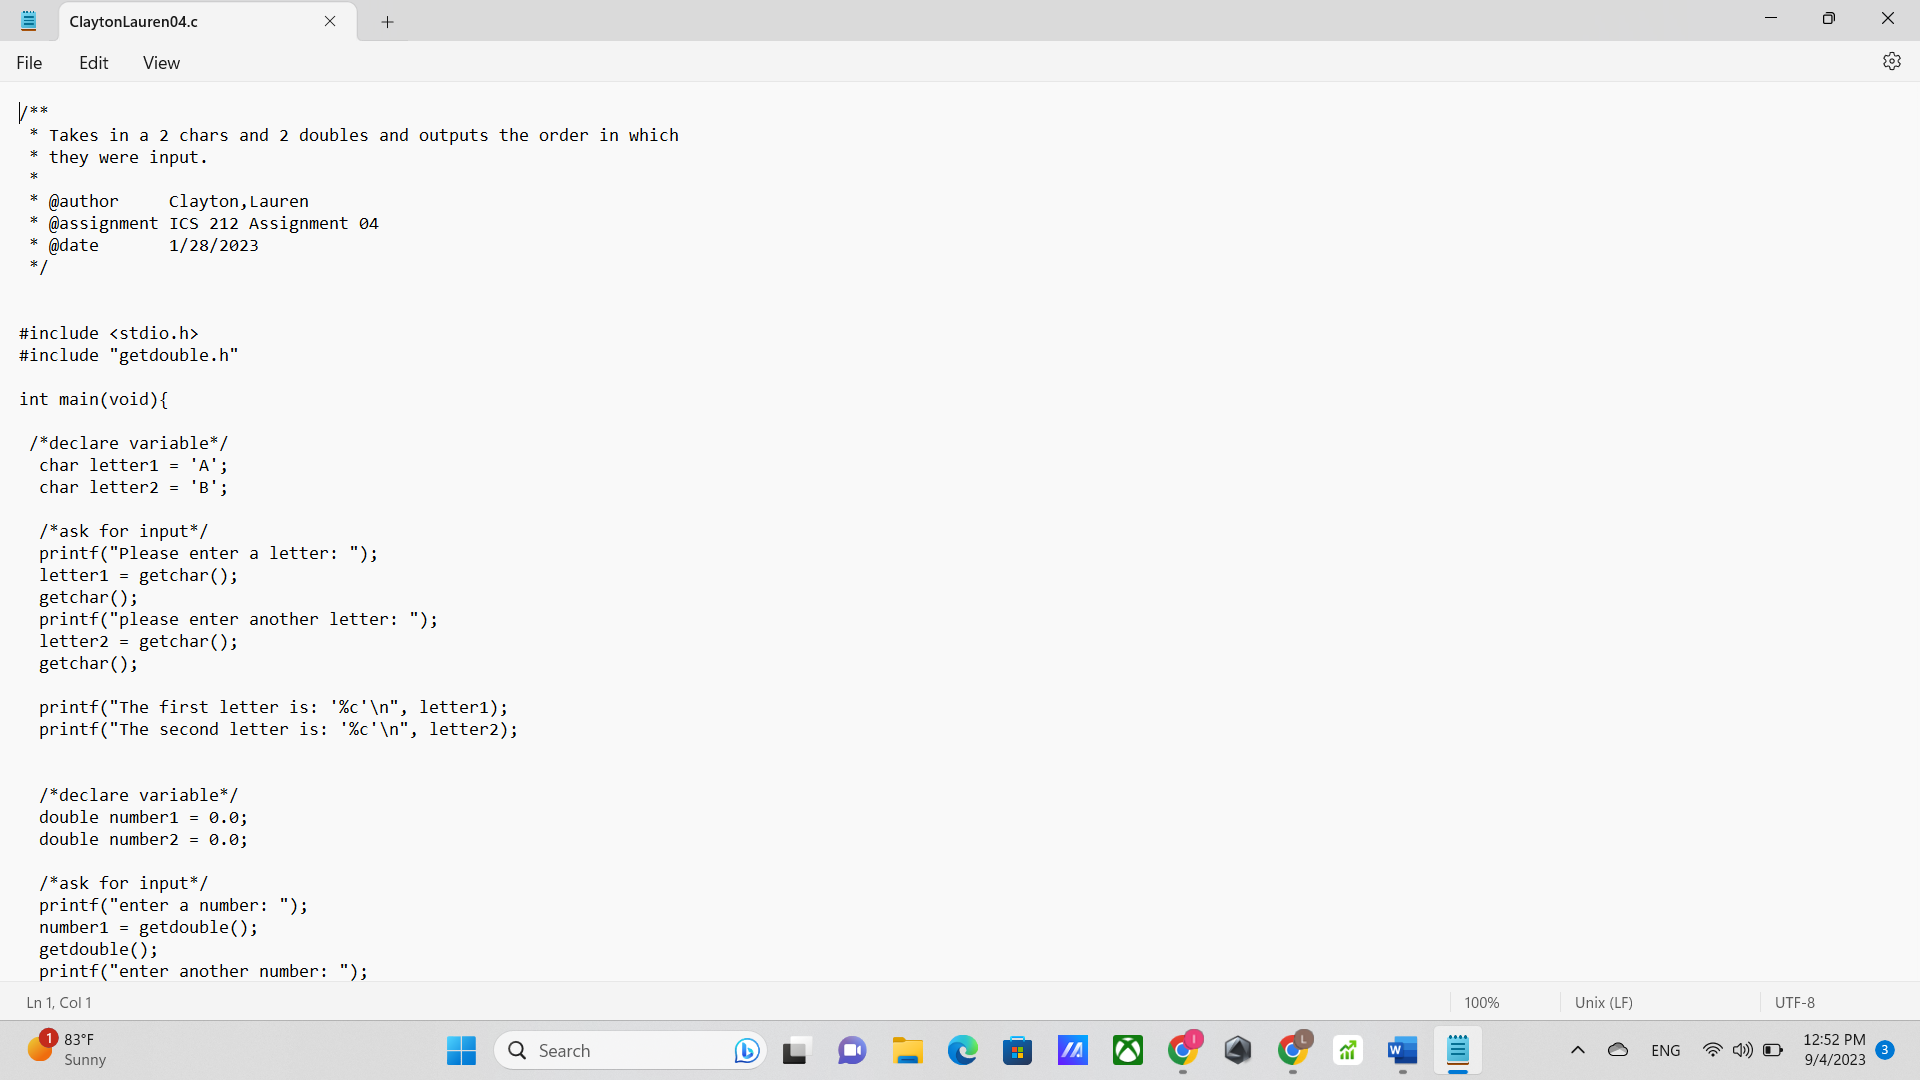 ClaytonLauren04.c
File Edit View
/**
 * Takes in a 2 chars and 2 doubles and outputs the order in which
 * they were input.
 *
 * @author     Clayton,Lauren
 * @assignment ICS 212 Assignment 04
 * @date       1/28/2023
 */
#include <stdio.h>
#include "getdouble.h"
int main(void){
 /*declare variable*/
  char letter1 = 'A';
  char letter2 = 'B';
  /*ask for input*/
  printf("Please enter a letter: ");
  letter1 = getchar();
  getchar();
  printf("please enter another letter: ");
  letter2 = getchar();
  getchar();
  printf("The first letter is: '%c'\n", letter1);
  printf("The second letter is: '%c'\n", letter2);
  /*declare variable*/
  double number1 = 0.0;
  double number2 = 0.0;
  /*ask for input*/
  printf("enter a number: ");
  number1 = getdouble();
  getdouble();
  printf("enter another number: ");
Ln 1, Col 1 100% Unix (LF) UTF-8
1 83°F
Sunny
Search
I
L
W
ENG
12:52 PM
9/4/2023
3